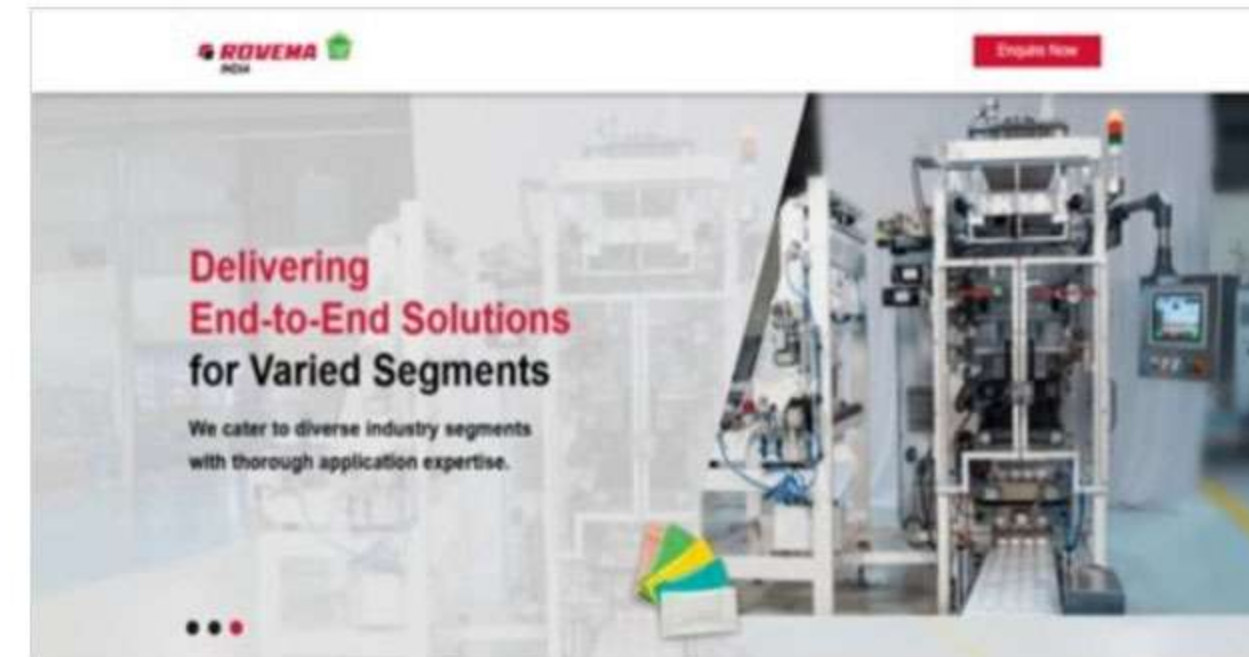 ROVEMA
INDIA
Enquire Now
Delivering
End-to-End Solutions
for Varied Segments
We cater to diverse industry segments
with thorough application expertise.